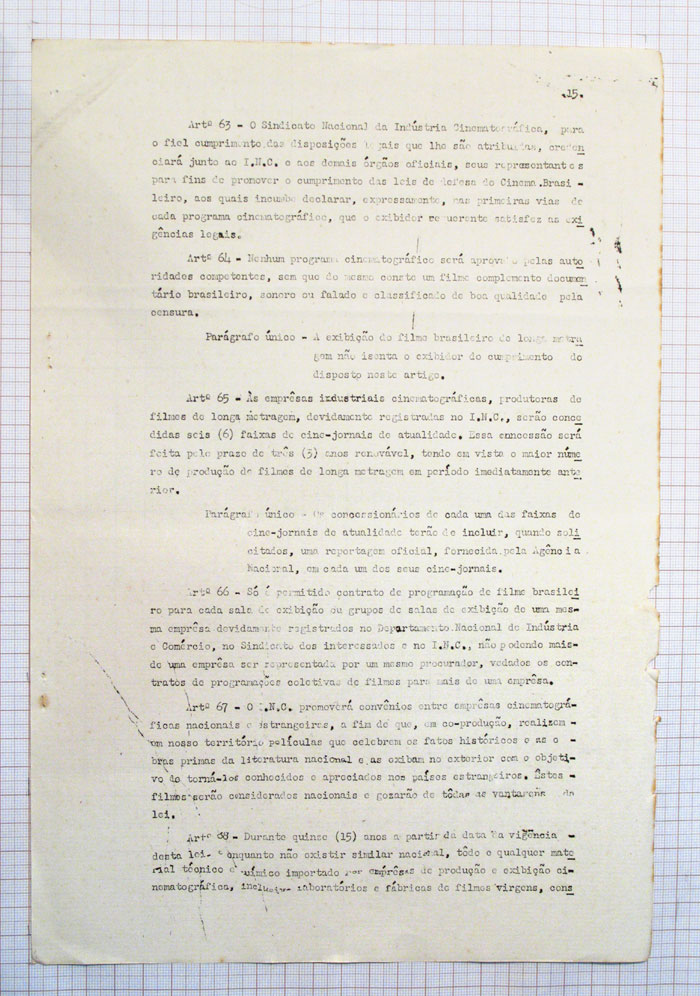 .15.
Artº 63 - O Sindicato Nacional da Indústria Cinematográfica, para
o fiel cumprimento das disposições legais que lhe são atribuidas, creden
ciará junto ao I.N.C. e aos demais órgãos oficiais, seus representantes
para fins de promover o cumprimento das leis de defesa do Cinema Brasi -
leiro, aos quais incumbe declarar, expressamente, nas primeiras vias de
cada programa cinematográfico, que o exibidor requerente satisfez as exi
gências legais.
Artº 64 - Nenhum programa cinematográfico será aprovado pelas auto
ridades competentes, sem que do mesmo conste um filme complemento documen
tário brasileiro, sonoro ou falado e classificado de boa qualidade pela
censura.
Parágrafo único - A exibição do filme brasileiro de longa metra
gem não isenta o exibidor do cumprimento do
disposto neste artigo.
Artº 65 - Às emprêsas industriais cinematográficas, produtoras de
filmes de longa metragem, devidamente registradas no I.N.C., serão conce
didas seis (6) faixas de cine-jornais de atualidade. Essa concessão será
feita pelo prazo de três (3) anos renovável, tendo em vista o maior núme
ro de produção de filmes de longa metragem em período imediatamente ante
rior.
Parágrafo único - Os concessionários de cada uma das faixas de
cine-jornais de atualidade terão de incluir, quando soli
citados, uma reportagem oficial, fornecida pela Agência
Nacional, em cada um dos seus cine-jornais.
Artº 66 - Só é permitido contrato de programação de filme brasilei
ro para cada sala de exibição ou grupos de salas de exibição de uma mes-
ma emprêsa devidamente registrados no Departamento Nacional de Indústria
e Comércio, no Sindicato dos interessados e no I.N.C., não podendo mais-
de uma emprêsa ser representada por um mesmo procurador, vedados os con-
tratos de programações coletivas de filmes para mais de uma emprêsa.
Artº 67 - O I.N.C. promoverá convênios entre emprêsas cinematográ-
ficas nacionais e estrangeiras, a fim de que, em co-produção, realizem -
em nosso território películas que celebrem os fatos históricos e as o -
bras primas da literatura nacional e as exibam no exterior com o objeti-
vo de torná-los conhecidos e apreciados nos países estrangeiros. Êstes -
filmes serão considerados nacionais e gozarão de tôdas as vantagens da
lei.
Artº 68 - Durante quinze (15) anos a partir da data da vigência -
desta lei e enquanto não existir similar nacional, tôdo e qualquer mate
rial técnico e químico importado por emprêsas de produção e exibição ci-
nematográfica, inclusive laboratórios e fábricas de filmes virgens, cons